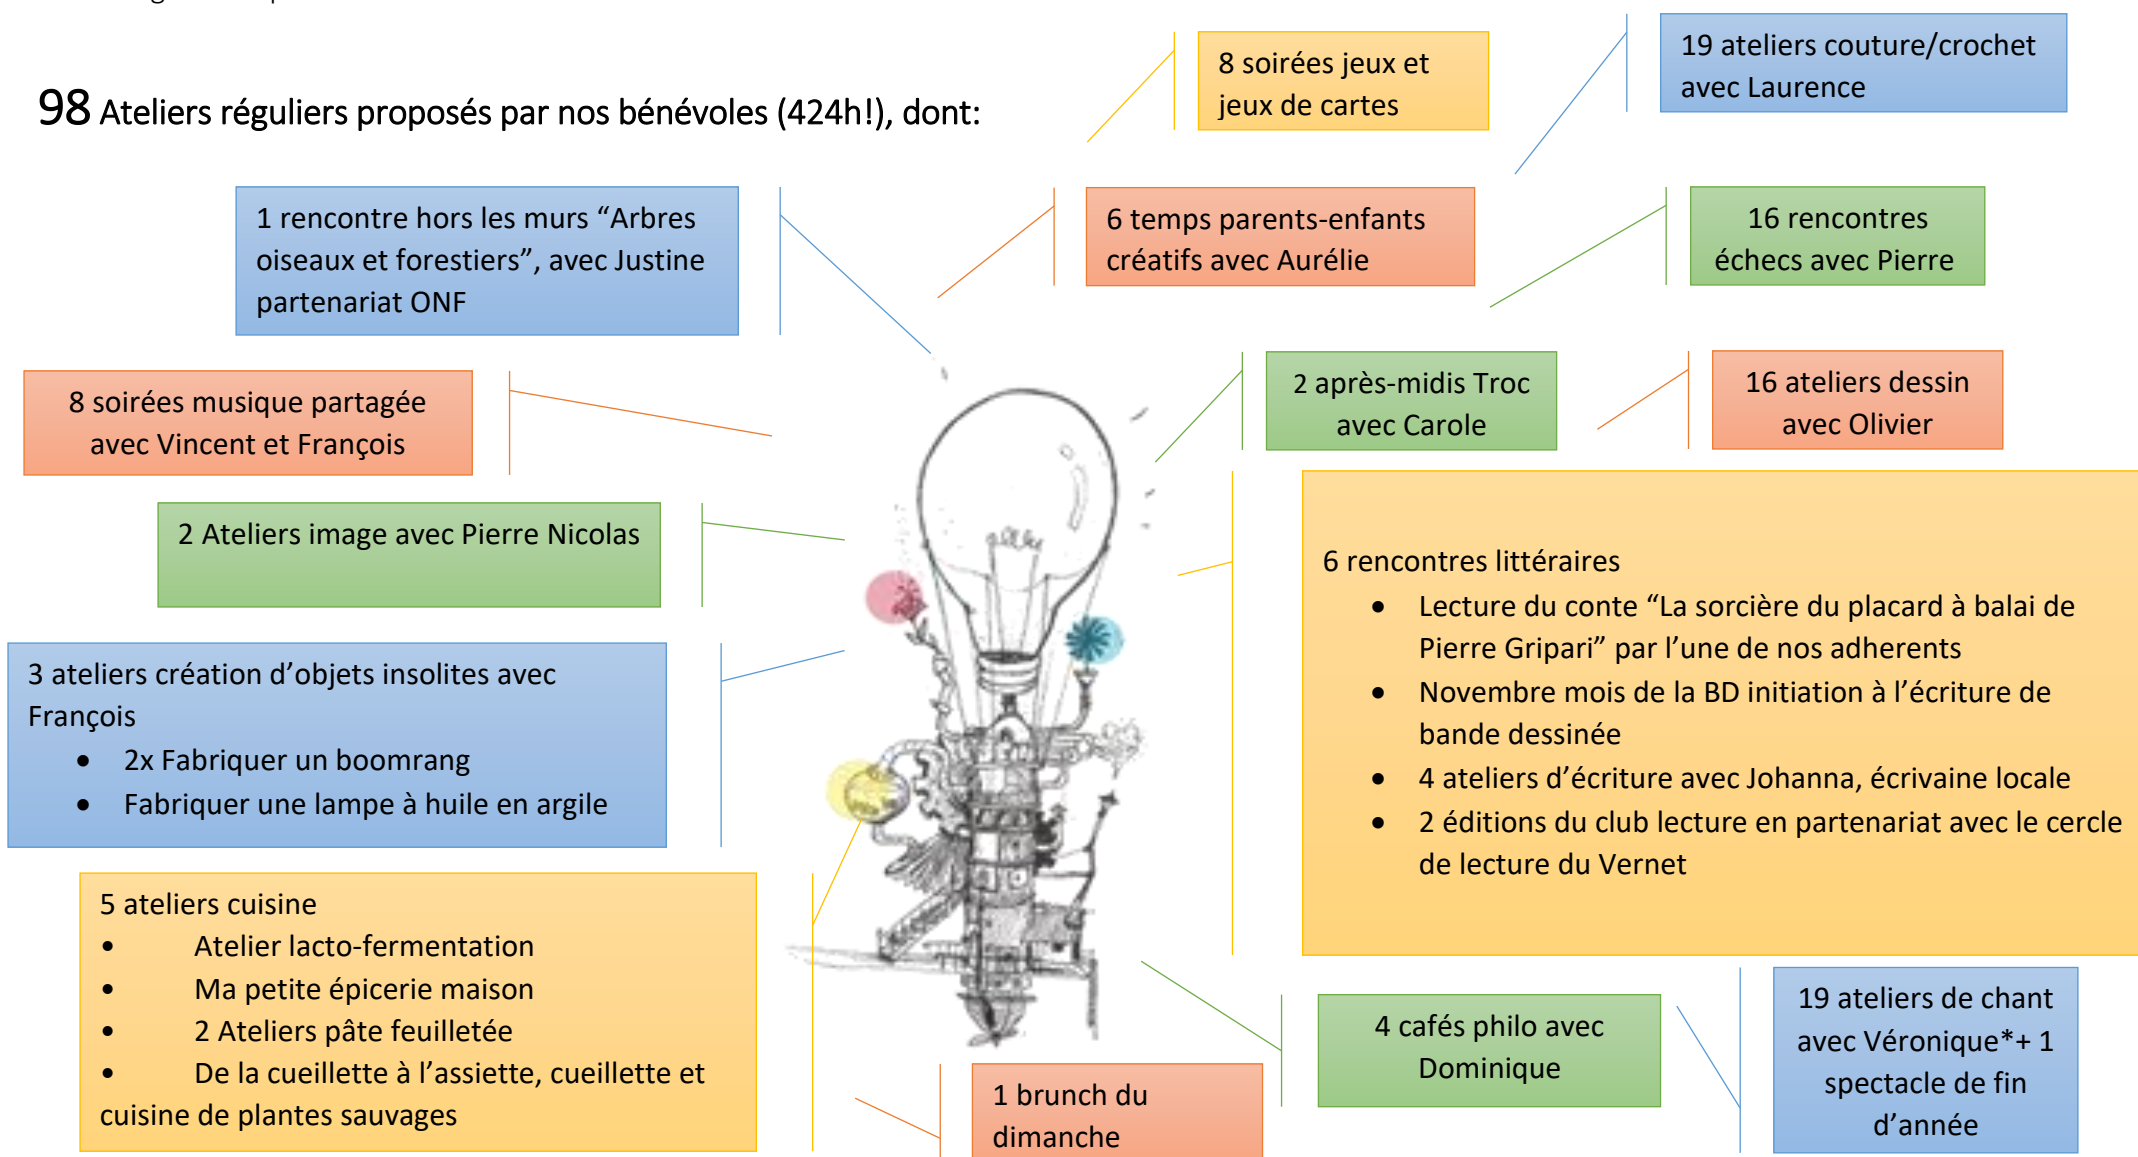 98 Ateliers réguliers proposés par nos bénévoles (424h!), dont:
8 soirées jeux et
jeux de cartes
19 ateliers couture/crochet
avec Laurence
1 rencontre hors les murs “Arbres
oiseaux et forestiers”, avec Justine
partenariat ONF
6 temps parents-enfants
créatifs avec Aurélie
16 rencontres
échecs avec Pierre
8 soirées musique partagée
avec Vincent et François
2 après-midis Troc
avec Carole
16 ateliers dessin
avec Olivier
2 Ateliers image avec Pierre Nicolas
6 rencontres littéraires
• Lecture du conte “La sorcière du placard à balai de
Pierre Gripari” par l’une de nos adherents
• Novembre mois de la BD initiation à l’écriture de
bande dessinée
• 4 ateliers d’écriture avec Johanna, écrivaine locale
• 2 éditions du club lecture en partenariat avec le cercle
de lecture du Vernet
3 ateliers création d’objets insolites avec
François
• 2x Fabriquer un boomrang
• Fabriquer une lampe à huile en argile
5 ateliers cuisine
• Atelier lacto-fermentation
• Ma petite épicerie maison
• 2 Ateliers pâte feuilletée
• De la cueillette à l’assiette, cueillette et
cuisine de plantes sauvages
1 brunch du
dimanche
4 cafés philo avec
Dominique
19 ateliers de chant
avec Véronique*+ 1
spectacle de fin
d’année